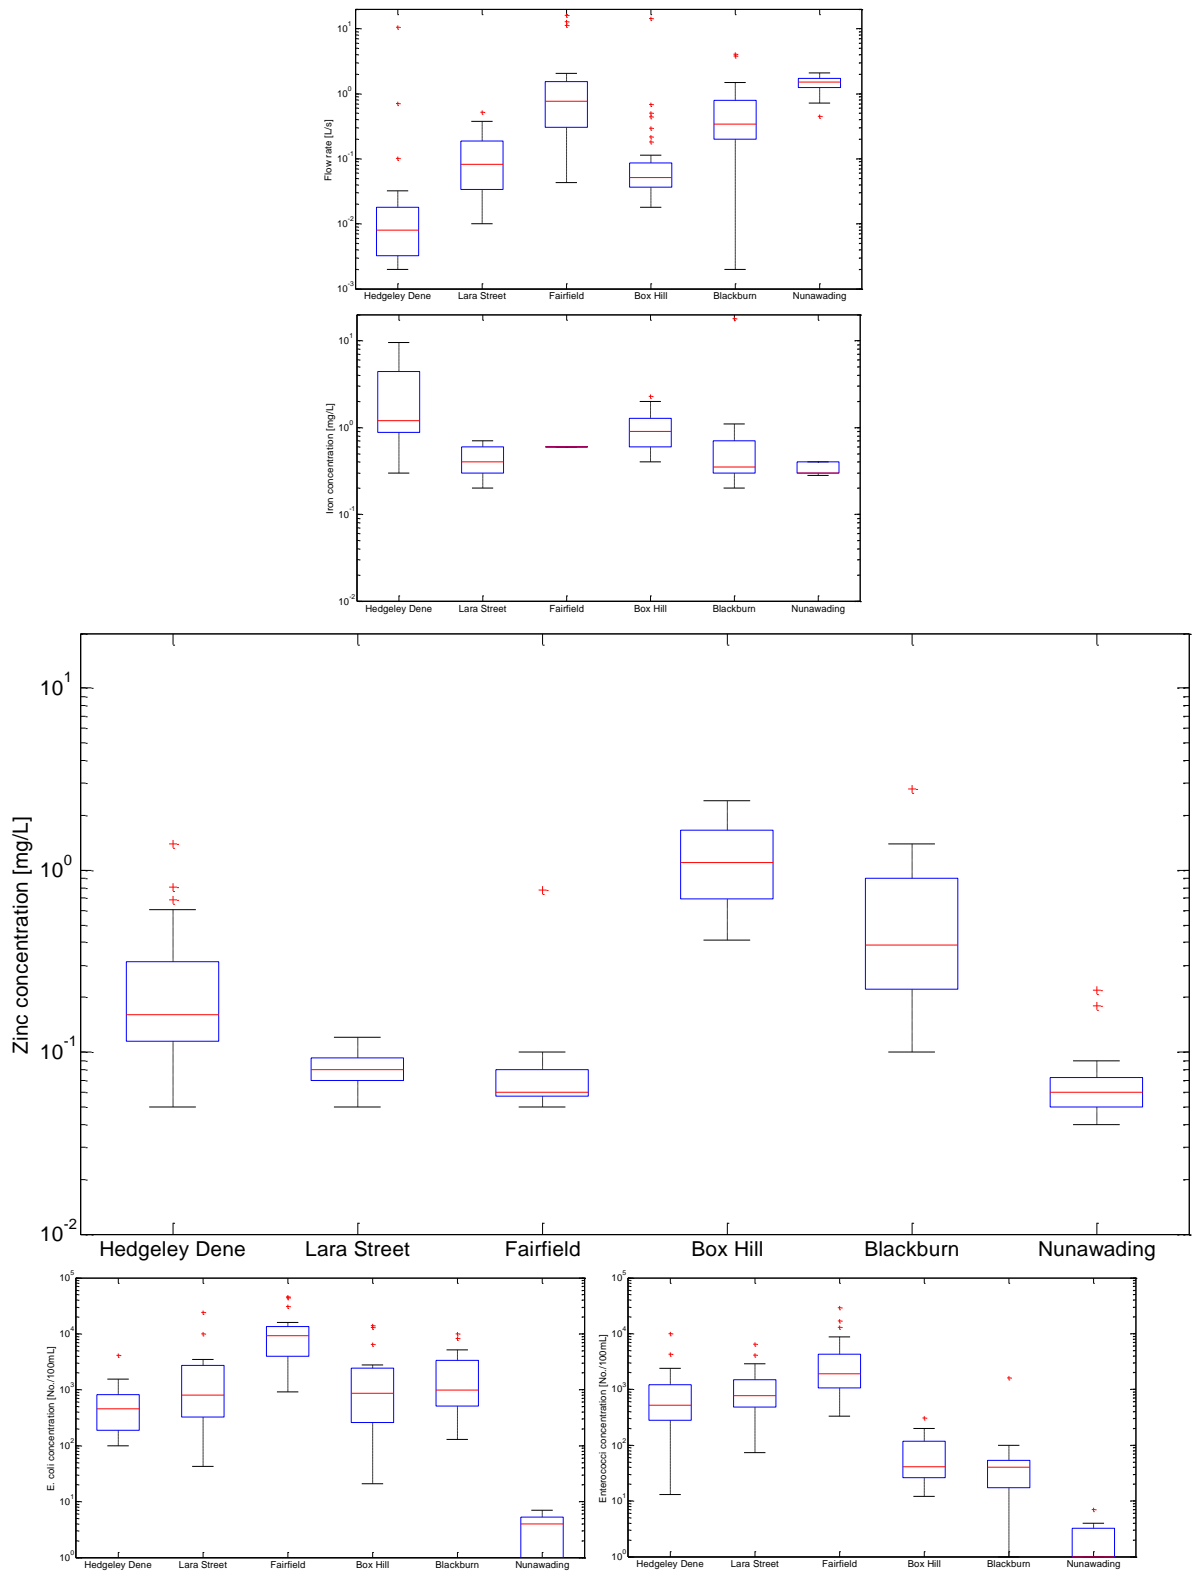 10^1
10^0
10^-1
10^-2
10^-3
Flow rate [L/s]
Hedgeley Dene Lara Street Fairfield Box Hill Blackburn Nunawading
10^1
10^0
10^-1
10^-2
Iron concentration [mg/L]
Hedgeley Dene Lara Street Fairfield Box Hill Blackburn Nunawading
10^1
10^0
10^-1
10^-2
Zinc concentration [mg/L]
Hedgeley Dene Lara Street Fairfield Box Hill Blackburn Nunawading
10^5
10^4
10^3
10^2
10^1
10^0
E. coli concentration [No./100mL]
Hedgeley Dene Lara Street Fairfield Box Hill Blackburn Nunawading
10^5
10^4
10^3
10^2
10^1
10^0
Enterococci concentration [No./100mL]
Hedgeley Dene Lara Street Fairfield Box Hill Blackburn Nunawading